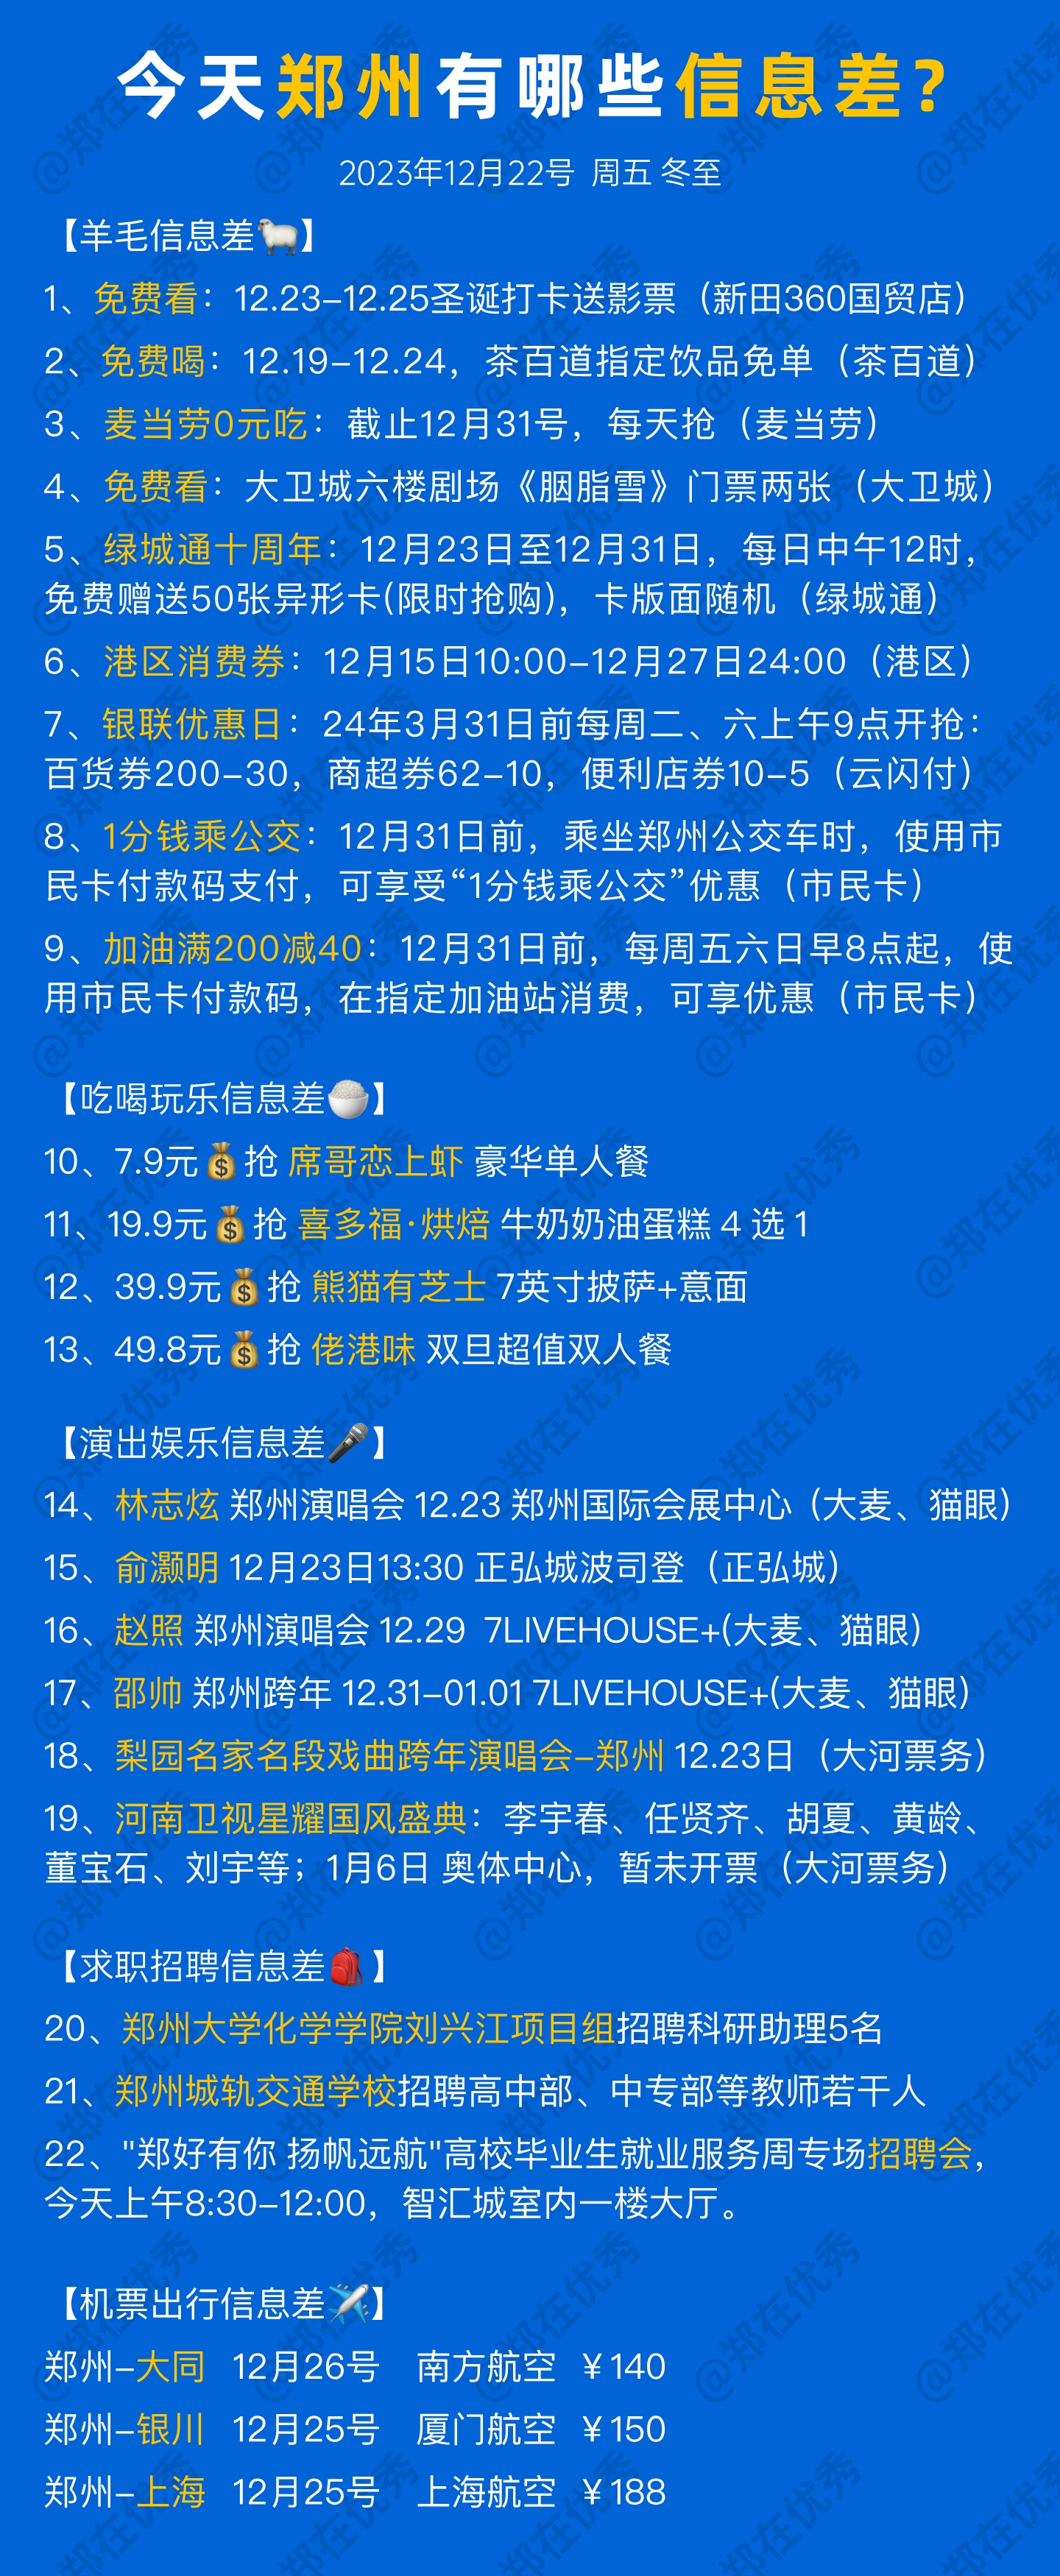 今天郑州有哪些信息差?
2023年12月22号 周五 冬至
【羊毛信息差🐑】
1、免费看：12.23-12.25圣诞打卡送影票（新田360国贸店）
2、免费喝：12.19-12.24，茶百道指定饮品免单（茶百道）
3、麦当劳0元吃：截止12月31号，每天抢（麦当劳）
4、免费看：大卫城六楼剧场《胭脂雪》门票两张（大卫城）
5、绿城通十周年：12月23日至12月31日，每日中午12时，
免费赠送50张异形卡(限时抢购)，卡版面随机（绿城通）
6、港区消费券：12月15日10:00-12月27日24:00（港区）
7、银联优惠日：24年3月31日前每周二、六上午9点开抢：
百货券200-30，商超券62-10，便利店券10-5（云闪付）
8、1分钱乘公交：12月31日前，乘坐郑州公交车时，使用市
民卡付款码支付，可享受“1分钱乘公交”优惠（市民卡）
9、加油满200减40：12月31日前，每周五六日早8点起，使
用市民卡付款码，在指定加油站消费，可享优惠（市民卡）
【吃喝玩乐信息差🍚】
10、7.9元💰抢 席哥恋上虾 豪华单人餐
11、19.9元💰抢 喜多福·烘焙 牛奶奶油蛋糕 4 选 1
12、39.9元💰抢 熊猫有芝士 7英寸披萨+意面
13、49.8元💰抢 佬港味 双旦超值双人餐
【演出娱乐信息差🎤】
14、林志炫 郑州演唱会 12.23 郑州国际会展中心（大麦、猫眼）
15、俞灏明 12月23日13:30 正弘城波司登（正弘城）
16、赵照 郑州演唱会 12.29 7LIVEHOUSE+(大麦、猫眼）
17、邵帅 郑州跨年 12.31-01.01 7LIVEHOUSE+(大麦、猫眼）
18、梨园名家名段戏曲跨年演唱会-郑州 12.23日（大河票务）
19、河南卫视星耀国风盛典：李宇春、任贤齐、胡夏、黄龄、
董宝石、刘宇等；1月6日 奥体中心，暂未开票（大河票务）
【求职招聘信息差🎒】
20、郑州大学化学学院刘兴江项目组招聘科研助理5名
21、郑州城轨交通学校招聘高中部、中专部等教师若干人
22、"郑好有你 扬帆远航"高校毕业生就业服务周专场招聘会，
今天上午8:30-12:00，智汇城室内一楼大厅。
【机票出行信息差✈️】
郑州-大同 12月26号 南方航空 ￥140
郑州-银川 12月25号 厦门航空 ￥150
郑州-上海 12月25号 上海航空 ￥188
@郑在优秀